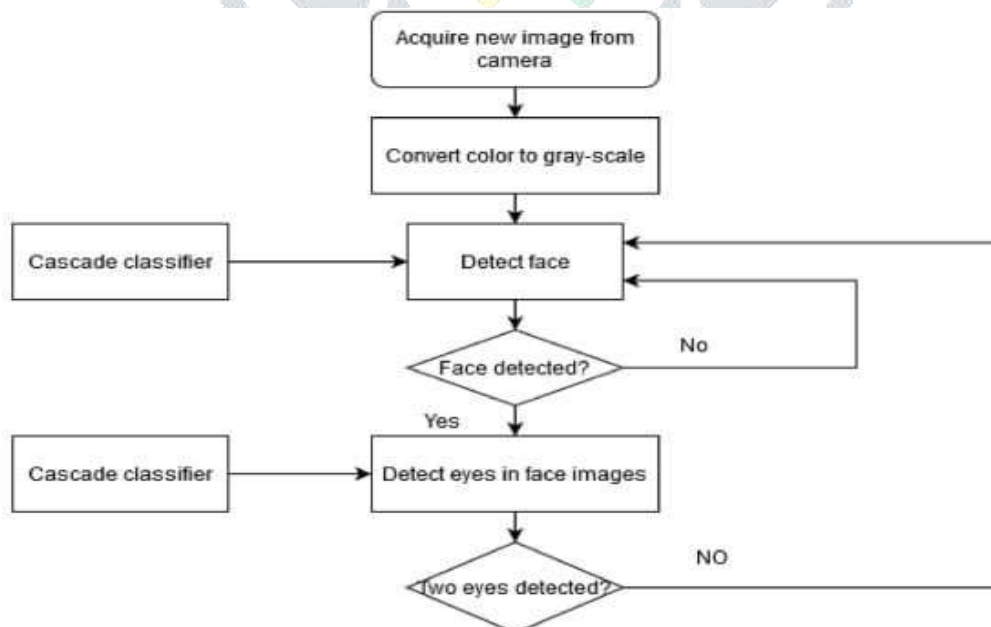 Acquire new image from
camera
Convert color to gray-scale
Cascade classifier
Detect face
No
Face detected?
Yes
Cascade classifier
Detect eyes in face images
NO
Two eyes detected?